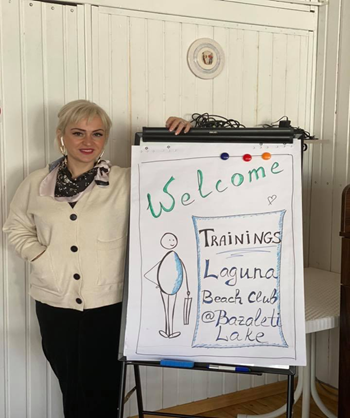 Welcome
TRAININGS
Laguna
Beach Club
@Bazaleti
Lake